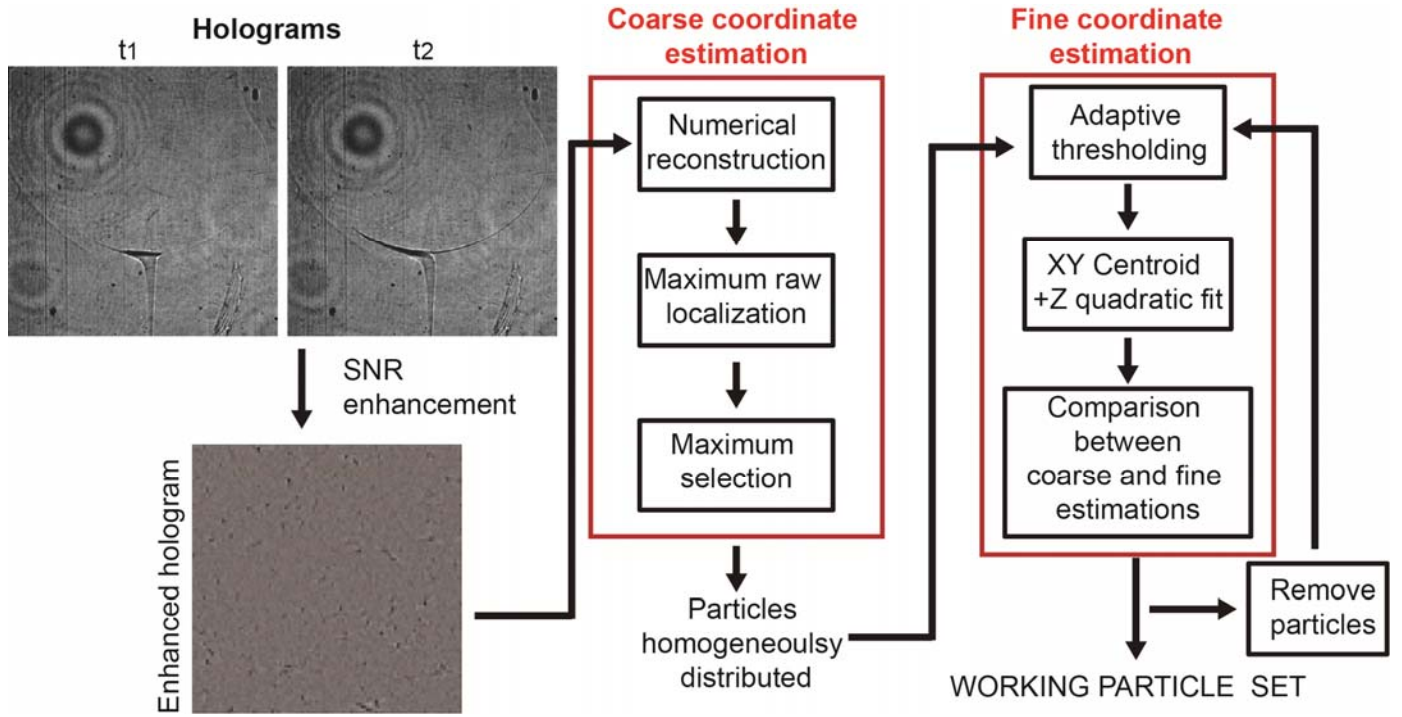 Holograms
t1
t2
SNR
enhancement
Enhanced hologram
Coarse coordinate
estimation
Numerical
reconstruction
Maximum raw
localization
Maximum
selection
Particles
homogeneoulsy
distributed
Fine coordinate
estimation
Adaptive
thresholding
XY Centroid
+Z quadratic fit
Comparison
between
coarse and fine
estimations
Remove
particles
WORKING PARTICLE SET